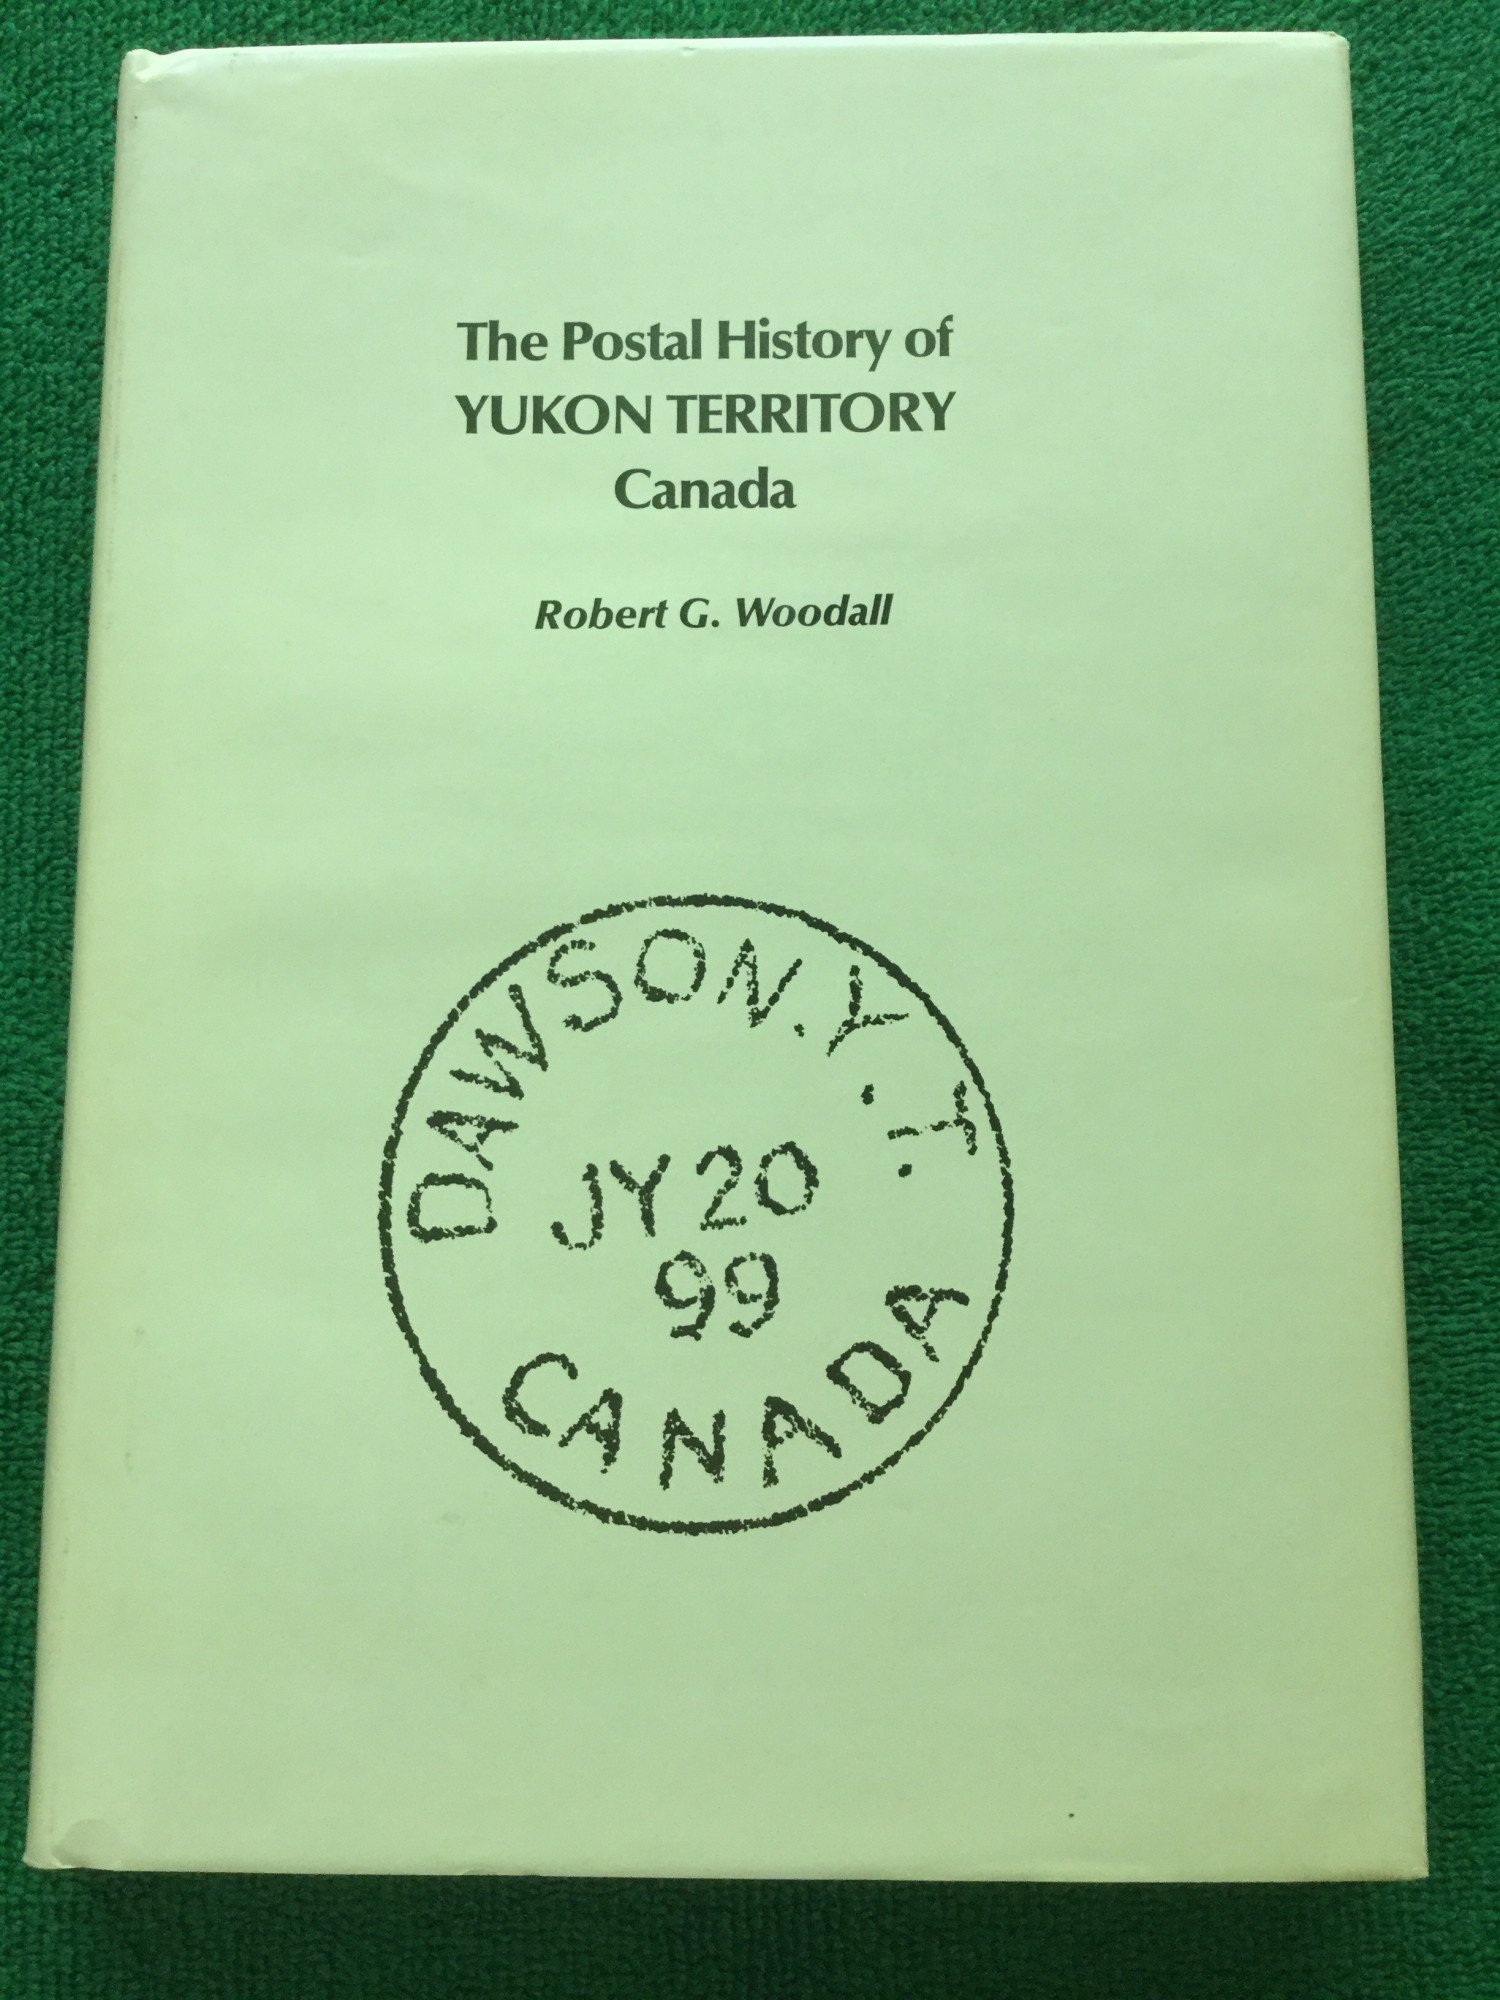 The Postal History of
YUKON TERRITORY
Canada
Robert G. Woodall
DAWSON.Y.T.
JY 20
99
CANADA